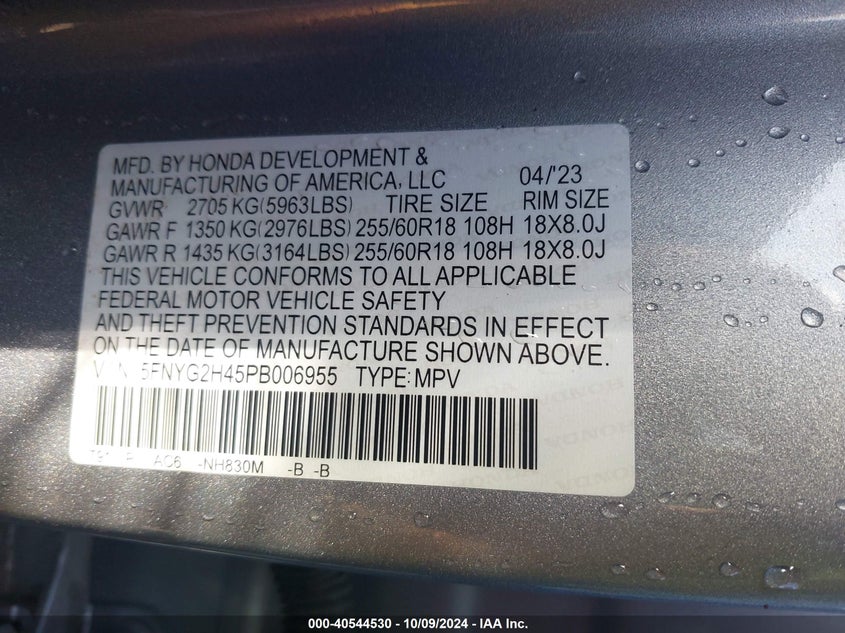 MFD. BY HONDA DEVELOPMENT &
MANUFACTURING OF AMERICA, LLC 04/'23
GVWR 2705 KG(5963LBS) TIRE SIZE RIM SIZE
GAWR F 1350 KG(2976LBS) 255/60R18 108H 18X8.0J
GAWR R 1435 KG(3164LBS) 255/60R18 108H 18X8.0J
THIS VEHICLE CONFORMS TO ALL APPLICABLE
FEDERAL MOTOR VEHICLE SAFETY
AND THEFT PREVENTION STANDARDS IN EFFECT
ON THE DATE OF MANUFACTURE SHOWN ABOVE.
5FNYG2H45PB006955 TYPE:MPV
-NH830M -B -B
000-40544530 - 10/09/2024 - IAA Inc.